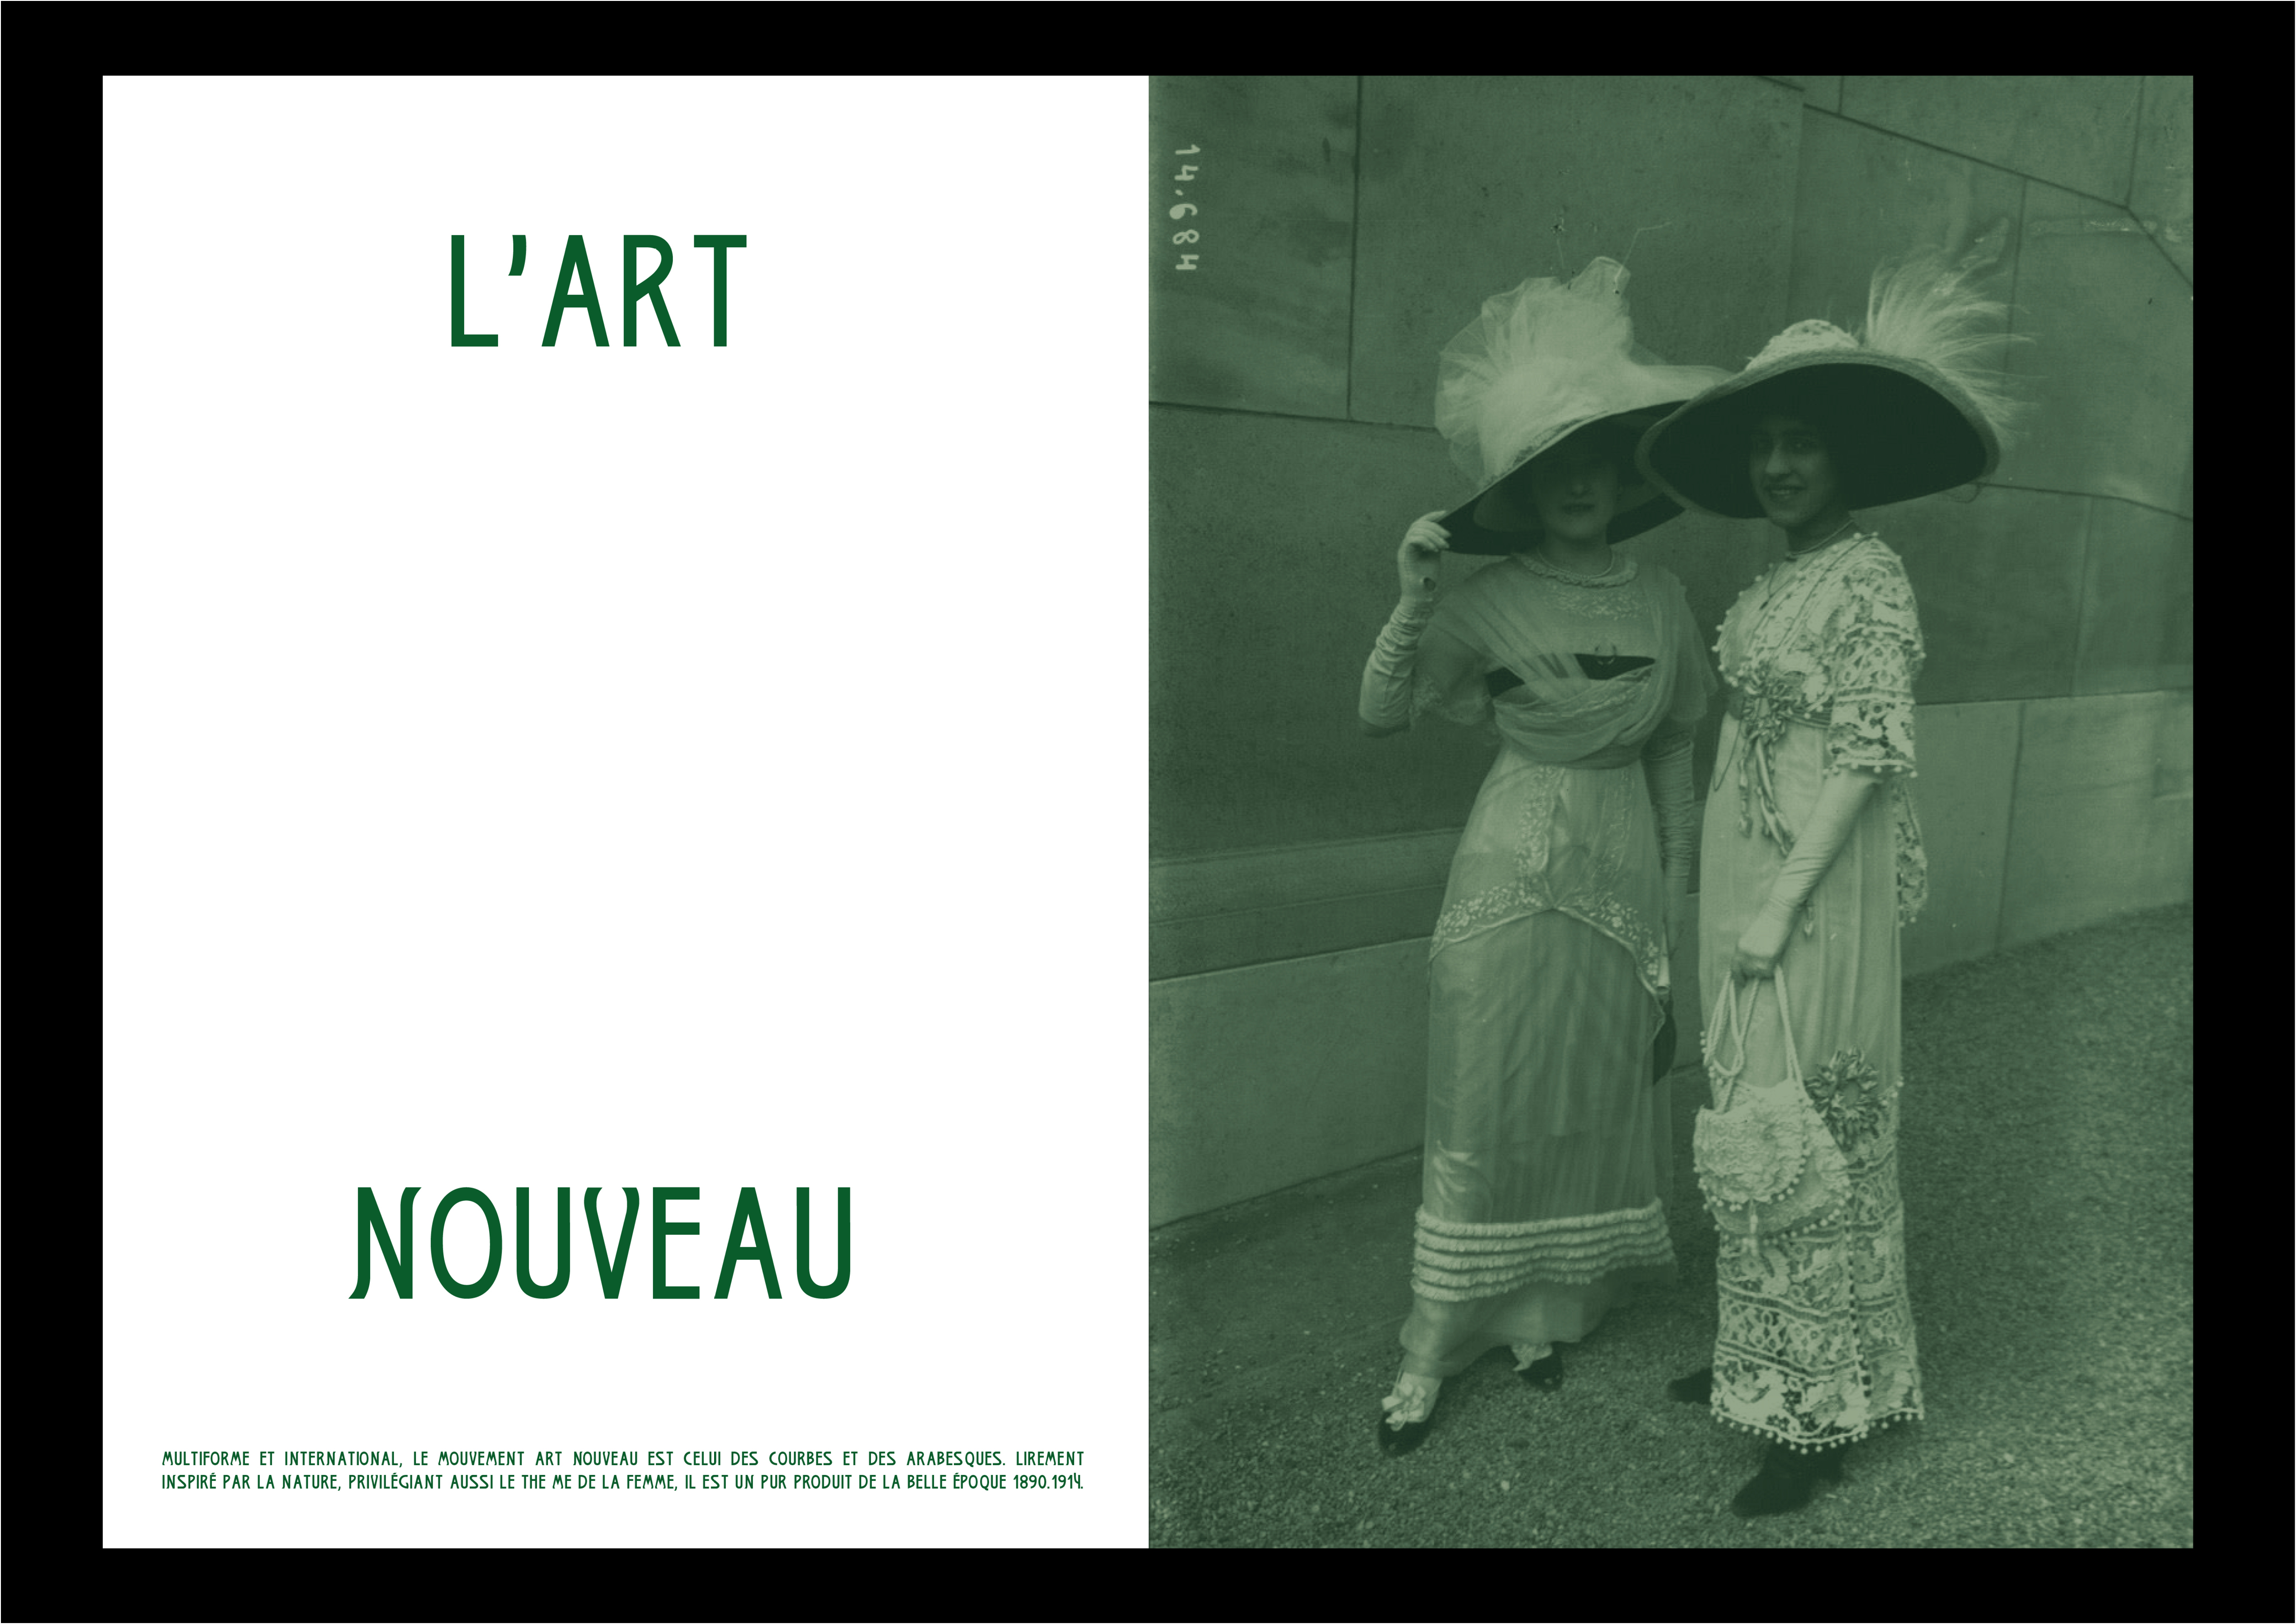 L'ART
NOUVEAU
MULTIFORME ET INTERNATIONAL, LE MOUVEMENT ART NOUVEAU EST CELUI DES COURBES ET DES ARABESQUES. LIREMENT
INSPIRÉ PAR LA NATURE, PRIVILÉGIANT AUSSI LE THE ME DE LA FEMME, IL EST UN PUR PRODUIT DE LA BELLE ÉPOQUE 1890.1914.
14.684